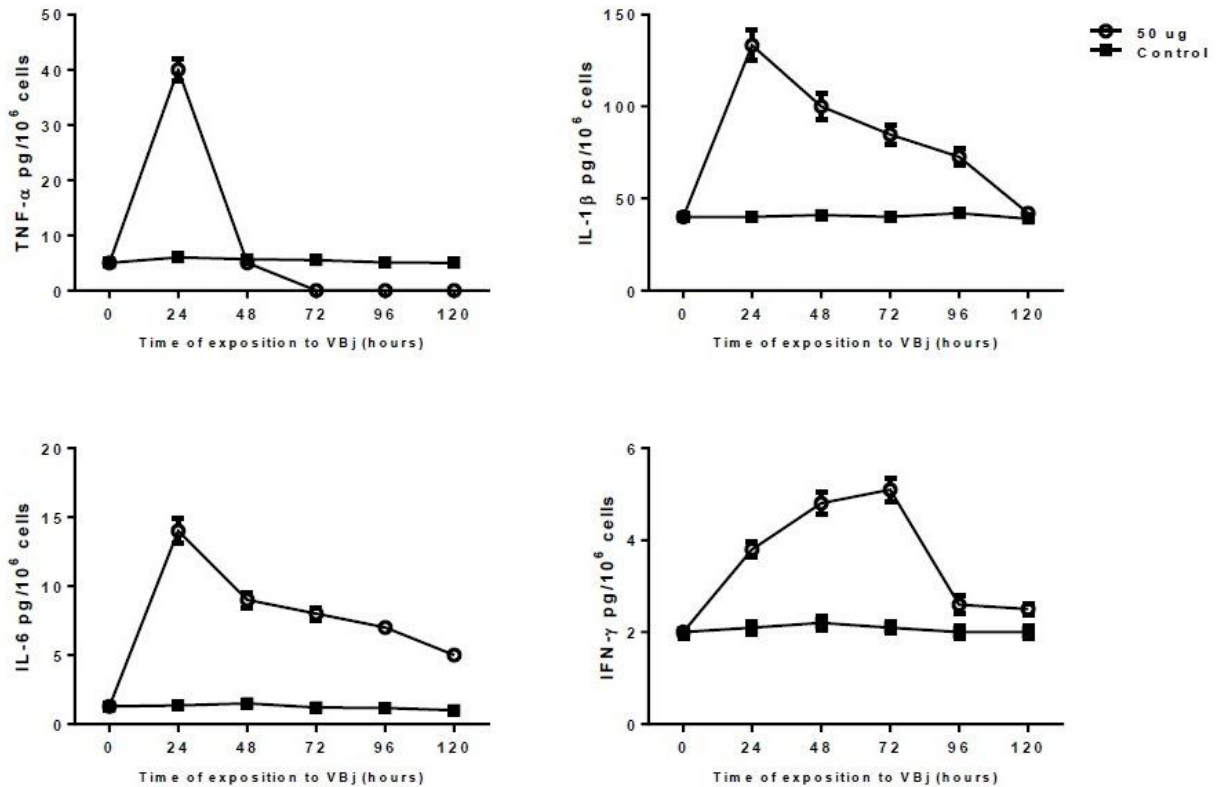 50 ug
Control
TNF-α pg/10⁶ cells
50
40
30
20
10
0
0 24 48 72 96 120
Time of exposition to VBj (hours)
IL-1β pg/10⁶ cells
150
100
50
0
0 24 48 72 96 120
Time of exposition to VBj (hours)
IL-6 pg/10⁶ cells
20
15
10
5
0
0 24 48 72 96 120
Time of exposition to VBj (hours)
IFN-γ pg/10⁶ cells
6
4
2
0
0 24 48 72 96 120
Time of exposition to VBj (hours)